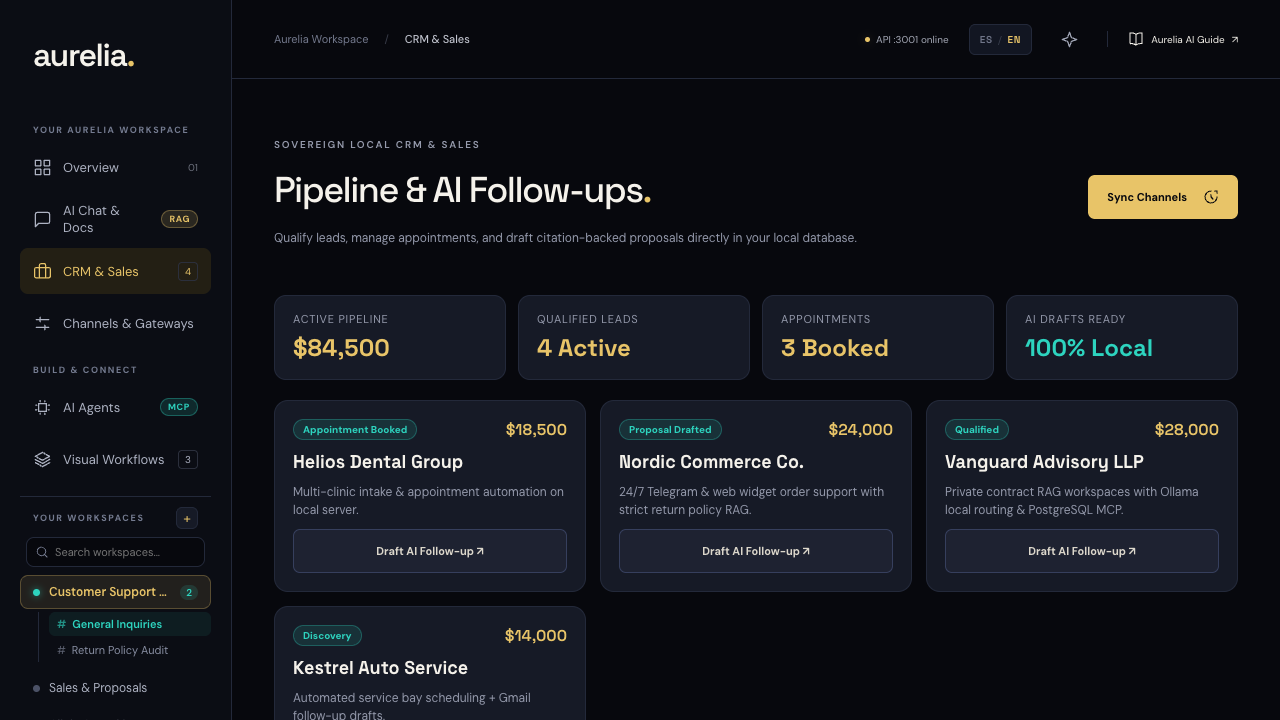 aurelia.
YOUR AURELIA WORKSPACE
Overview 01
AI Chat &
Docs
RAG
CRM & Sales 4
Channels & Gateways
BUILD & CONNECT
AI Agents MCP
Visual Workflows 3
YOUR WORKSPACES +
Search workspaces...
Customer Support ... 2
# General Inquiries
# Return Policy Audit
Sales & Proposals
Aurelia Workspace / CRM & Sales
API :3001 online
ES / EN
Aurelia AI Guide
SOVEREIGN LOCAL CRM & SALES
Pipeline & AI Follow-ups.
Qualify leads, manage appointments, and draft citation-backed proposals directly in your local database.
Sync Channels
ACTIVE PIPELINE
$84,500
QUALIFIED LEADS
4 Active
APPOINTMENTS
3 Booked
AI DRAFTS READY
100% Local
Appointment Booked $18,500
Helios Dental Group
Multi-clinic intake & appointment automation on
local server.
Draft AI Follow-up
Proposal Drafted $24,000
Nordic Commerce Co.
24/7 Telegram & web widget order support with
strict return policy RAG.
Draft AI Follow-up
Qualified $28,000
Vanguard Advisory LLP
Private contract RAG workspaces with Ollama
local routing & PostgreSQL MCP.
Draft AI Follow-up
Discovery $14,000
Kestrel Auto Service
Automated service bay scheduling + Gmail
follow-up drafts.